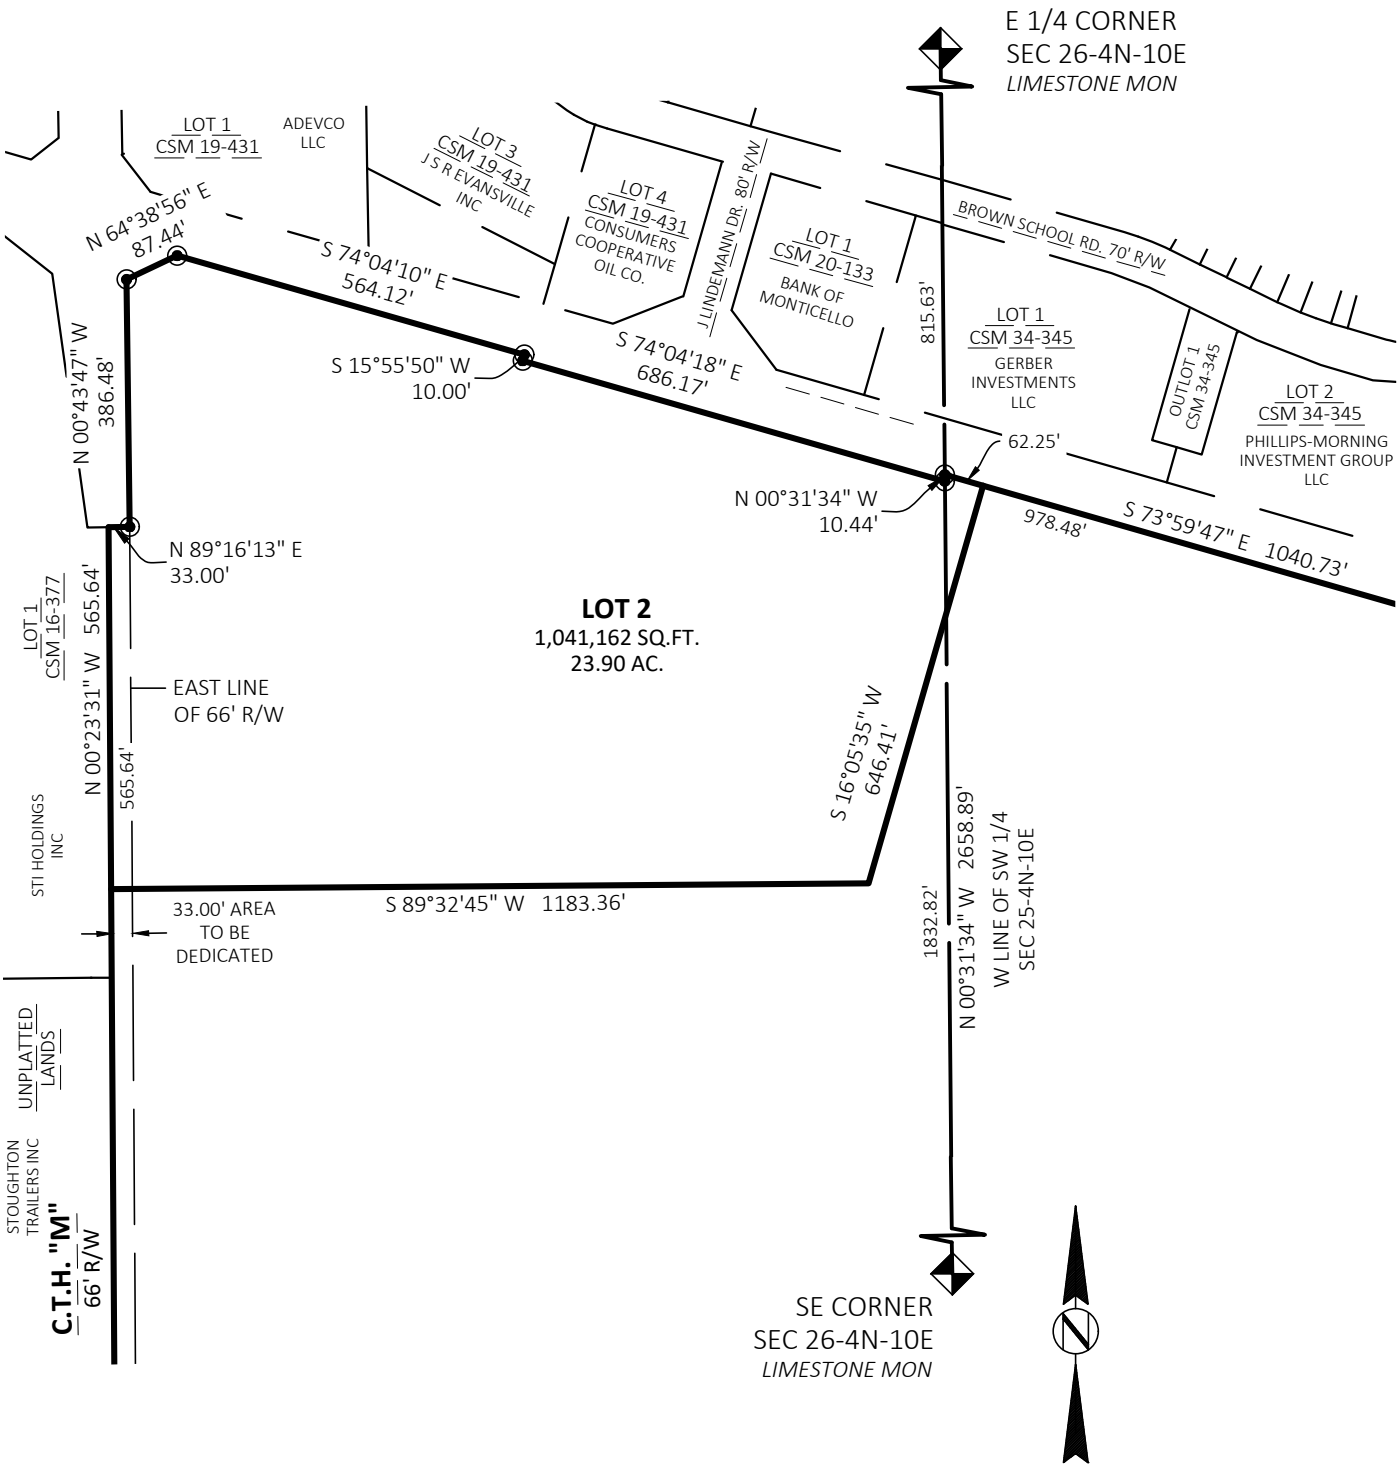 E 1/4 CORNER
SEC 26-4N-10E
LIMESTONE MON
LOT 1
CSM 19-431
ADEVCO
LLC
LOT 3
CSM 19-431
J S R EVANSVILLE
INC
LOT 4
CSM 19-431
CONSUMERS
COOPERATIVE
OIL CO.
J LINDEMANN DR. 80' R/W
LOT 1
CSM 20-133
BANK OF
MONTICELLO
BROWN SCHOOL RD. 70' R/W
815.63'
LOT 1
CSM 34-345
GERBER
INVESTMENTS
LLC
OUTLOT 1
CSM 34-345
LOT 2
CSM 34-345
PHILLIPS-MORNING
INVESTMENT GROUP
LLC
N 64°38'56" E
87.44'
S 74°04'10" E
564.12'
S 15°55'50" W
10.00'
S 74°04'18" E
686.17'
62.25'
N 00°31'34" W
10.44'
978.48'
S 73°59'47" E 1040.73'
N 00°43'47" W
386.48'
N 89°16'13" E
33.00'
LOT 1
CSM 16-377
N 00°23'31" W 565.64'
565.64'
EAST LINE
OF 66' R/W
LOT 2
1,041,162 SQ.FT.
23.90 AC.
S 16°05'35" W
646.41'
STI HOLDINGS
INC
S 89°32'45" W 1183.36'
33.00' AREA
TO BE
DEDICATED
1832.82'
N 00°31'34" W 2658.89'
W LINE OF SW 1/4
SEC 25-4N-10E
UNPLATTED
LANDS
STOUGHTON
TRAILERS INC
C.T.H. "M"
66' R/W
SE CORNER
SEC 26-4N-10E
LIMESTONE MON
N